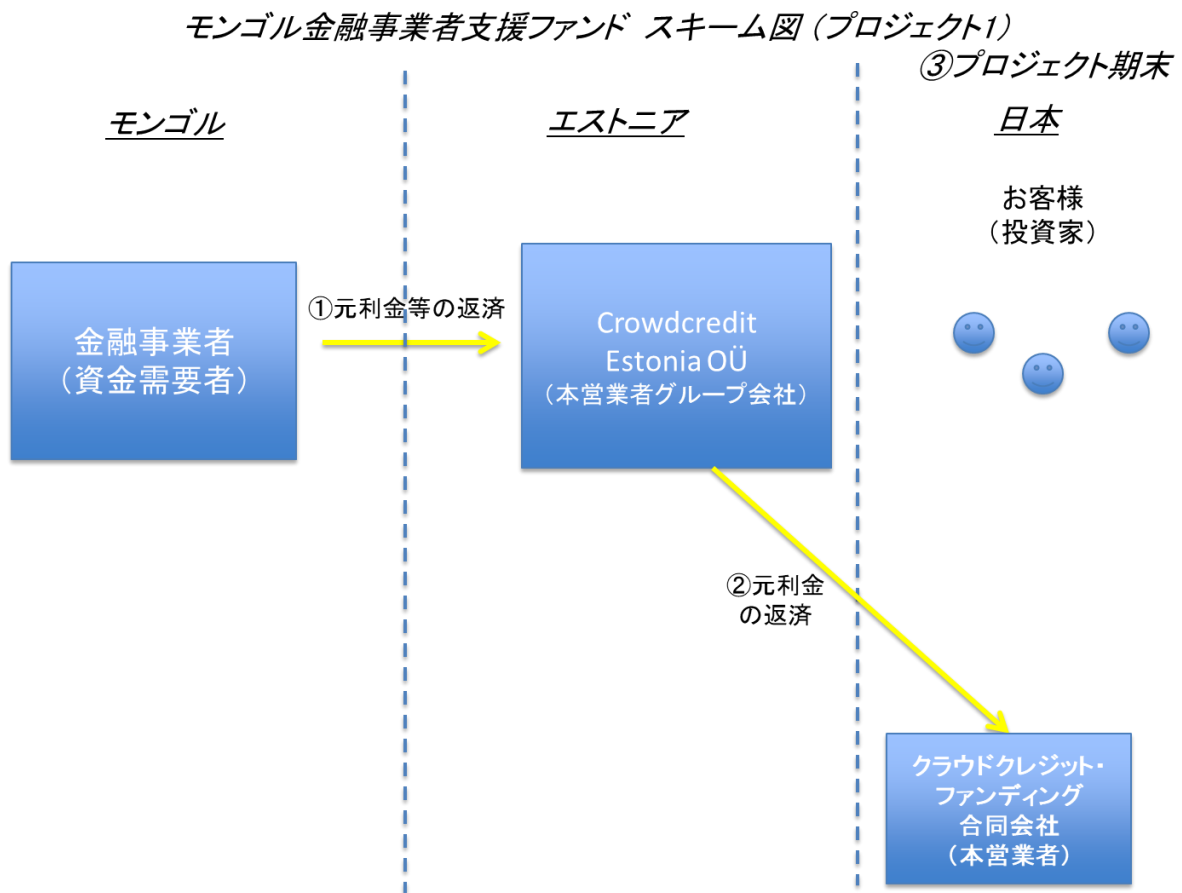 モンゴル金融事業者支援ファンド スキーム図（プロジェクト1）
③プロジェクト期末
モンゴル
エストニア
日本
お客様
（投資家）
金融事業者
（資金需要者）
①元利金等の返済
Crowdcredit
Estonia OÜ
（本営業者グループ会社）
②元利金
の返済
クラウドクレジット・
ファンディング
合同会社
（本営業者）